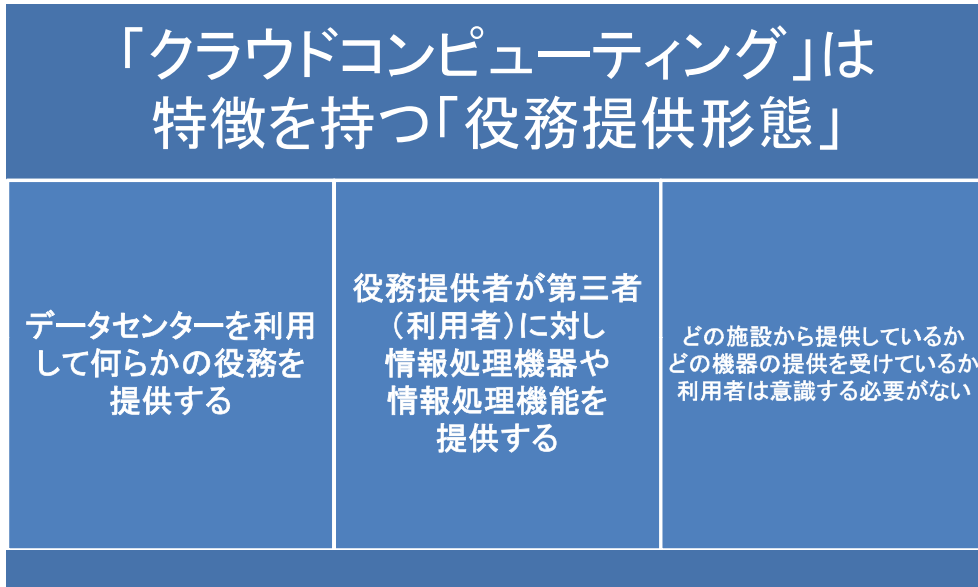 「クラウドコンピューティング」は
特徴を持つ「役務提供形態」
データセンターを利用
して何らかの役務を
提供する
役務提供者が第三者
（利用者）に対し
情報処理機器や
情報処理機能を
提供する
どの施設から提供しているか
どの機器の提供を受けているか
利用者は意識する必要がない